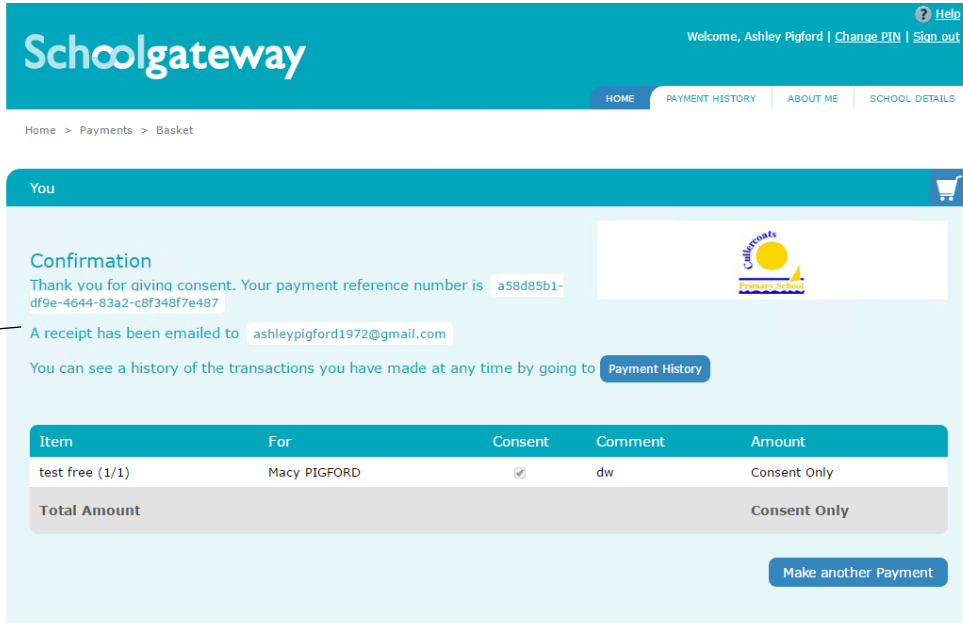 ? Help
Schoolgateway
Welcome, Ashley Pigford | Change PIN | Sign out
HOME PAYMENT HISTORY ABOUT ME SCHOOL DETAILS
Home > Payments > Basket
You
Cullercoats
Primary School
Confirmation
Thank you for giving consent. Your payment reference number is a58d85b1-
df9e-4644-83a2-c8f348f7e487
A receipt has been emailed to ashleypigford1972@gmail.com
You can see a history of the transactions you have made at any time by going to Payment History
Item For Consent Comment Amount
test free (1/1) Macy PIGFORD dw Consent Only
Total Amount Consent Only
Make another Payment